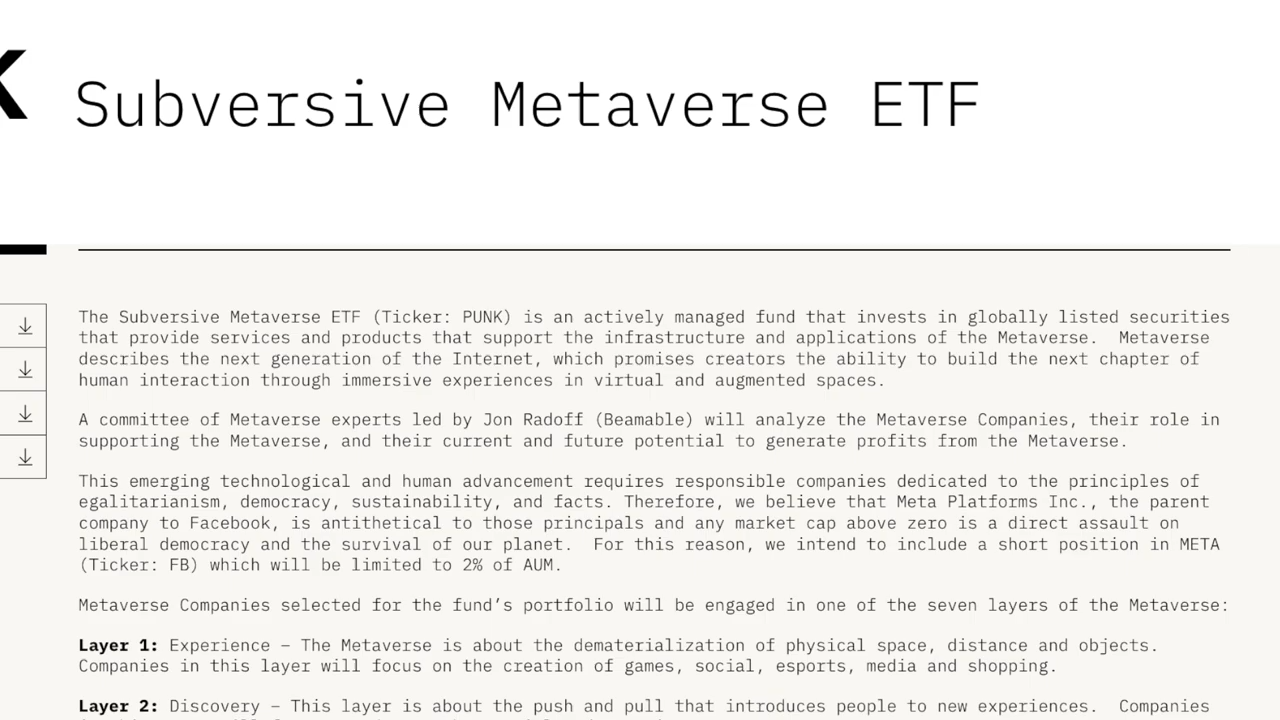 K
Subversive Metaverse ETF
The Subversive Metaverse ETF (Ticker: PUNK) is an actively managed fund that invests in globally listed securities
that provide services and products that support the infrastructure and applications of the Metaverse.  Metaverse
describes the next generation of the Internet, which promises creators the ability to build the next chapter of
human interaction through immersive experiences in virtual and augmented spaces.
A committee of Metaverse experts led by Jon Radoff (Beamable) will analyze the Metaverse Companies, their role in
supporting the Metaverse, and their current and future potential to generate profits from the Metaverse.
This emerging technological and human advancement requires responsible companies dedicated to the principles of
egalitarianism, democracy, sustainability, and facts. Therefore, we believe that Meta Platforms Inc., the parent
company to Facebook, is antithetical to those principals and any market cap above zero is a direct assault on
liberal democracy and the survival of our planet.  For this reason, we intend to include a short position in META
(Ticker: FB) which will be limited to 2% of AUM.
Metaverse Companies selected for the fund’s portfolio will be engaged in one of the seven layers of the Metaverse:
Layer 1: Experience – The Metaverse is about the dematerialization of physical space, distance and objects.
Companies in this layer will focus on the creation of games, social, esports, media and shopping.
Layer 2: Discovery – This layer is about the push and pull that introduces people to new experiences.  Companies